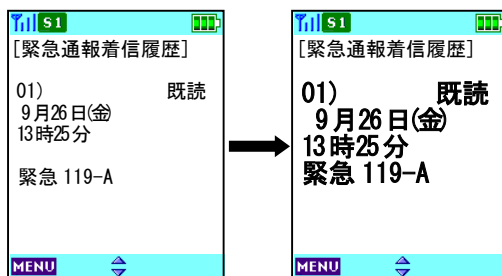 S1
[緊急通報着信履歴]
01) 既読
9月26日(金)
13時25分
緊急 119-A
MENU
S1
[緊急通報着信履歴]
01) 既読
9月26日(金)
13時25分
緊急 119-A
MENU